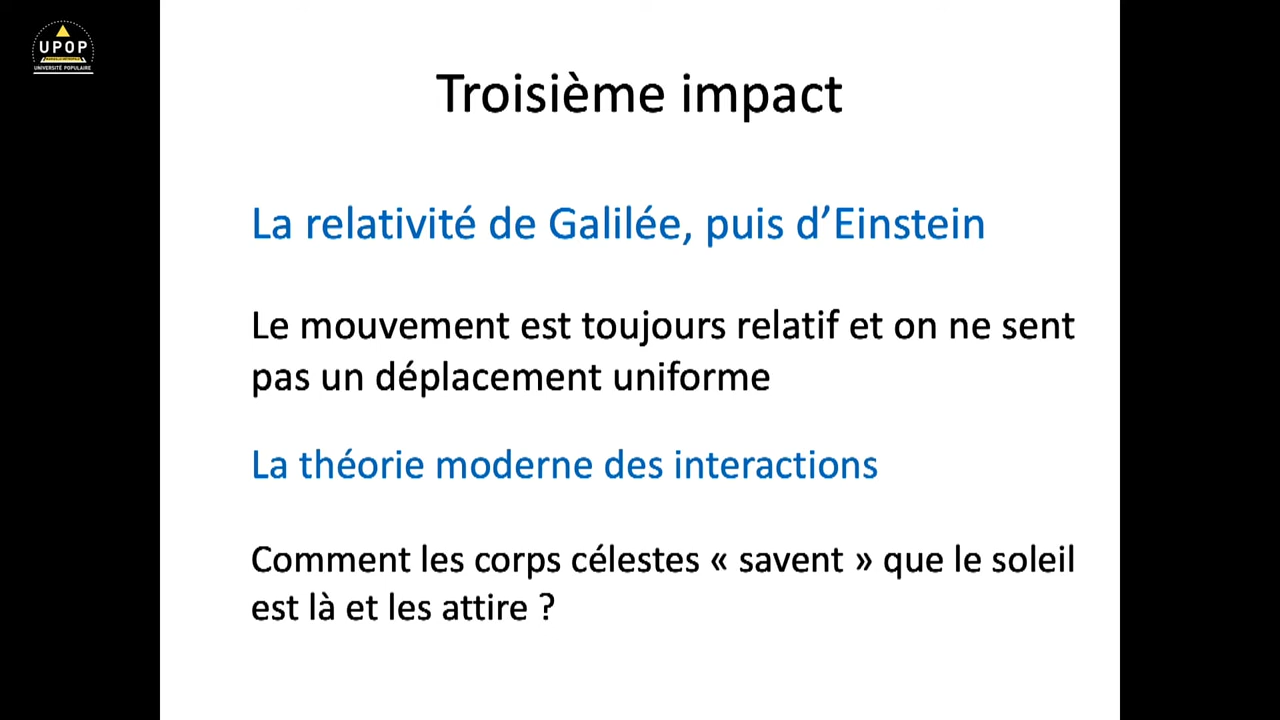 UPOP
UNIVERSITÉ POPULAIRE
Troisième impact
La relativité de Galilée, puis d’Einstein
Le mouvement est toujours relatif et on ne sent
pas un déplacement uniforme
La théorie moderne des interactions
Comment les corps célestes « savent » que le soleil
est là et les attire ?